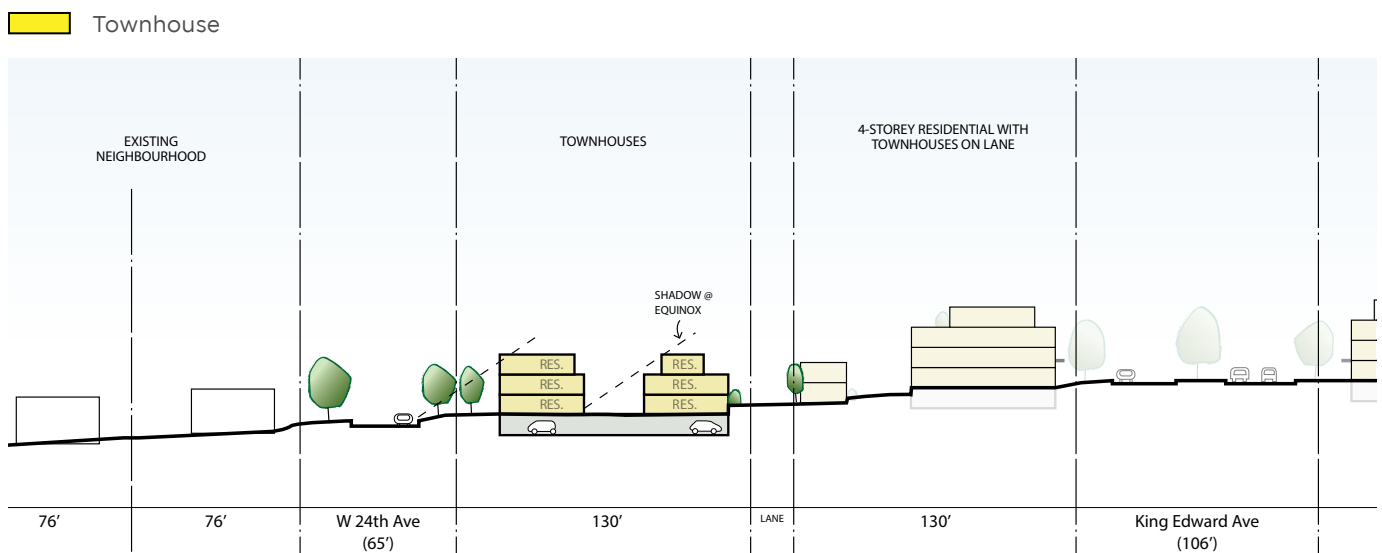 Townhouse
EXISTING
NEIGHBOURHOOD
TOWNHOUSES
4-STOREY RESIDENTIAL WITH
TOWNHOUSES ON LANE
SHADOW @
EQUINOX
RES.
RES.
RES.
RES.
RES.
RES.
76’
76’
W 24th Ave
(65’)
130’
LANE
130’
King Edward Ave
(106’)